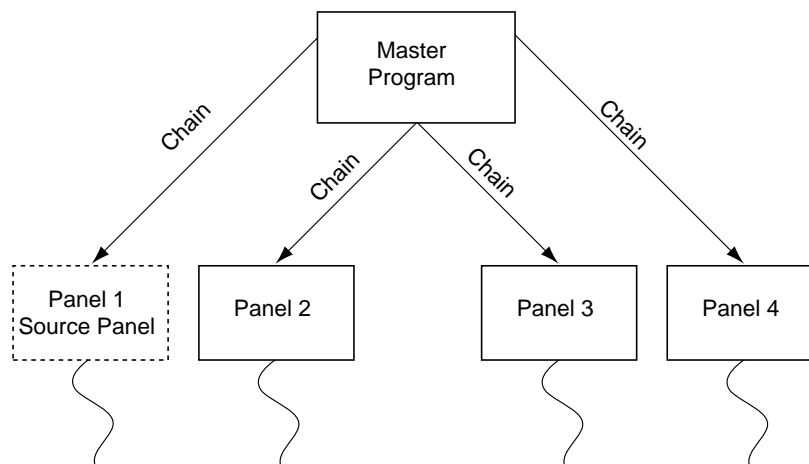 Master
Program
Chain
Chain
Chain
Chain
Panel 1
Source Panel
Panel 2
Panel 3
Panel 4